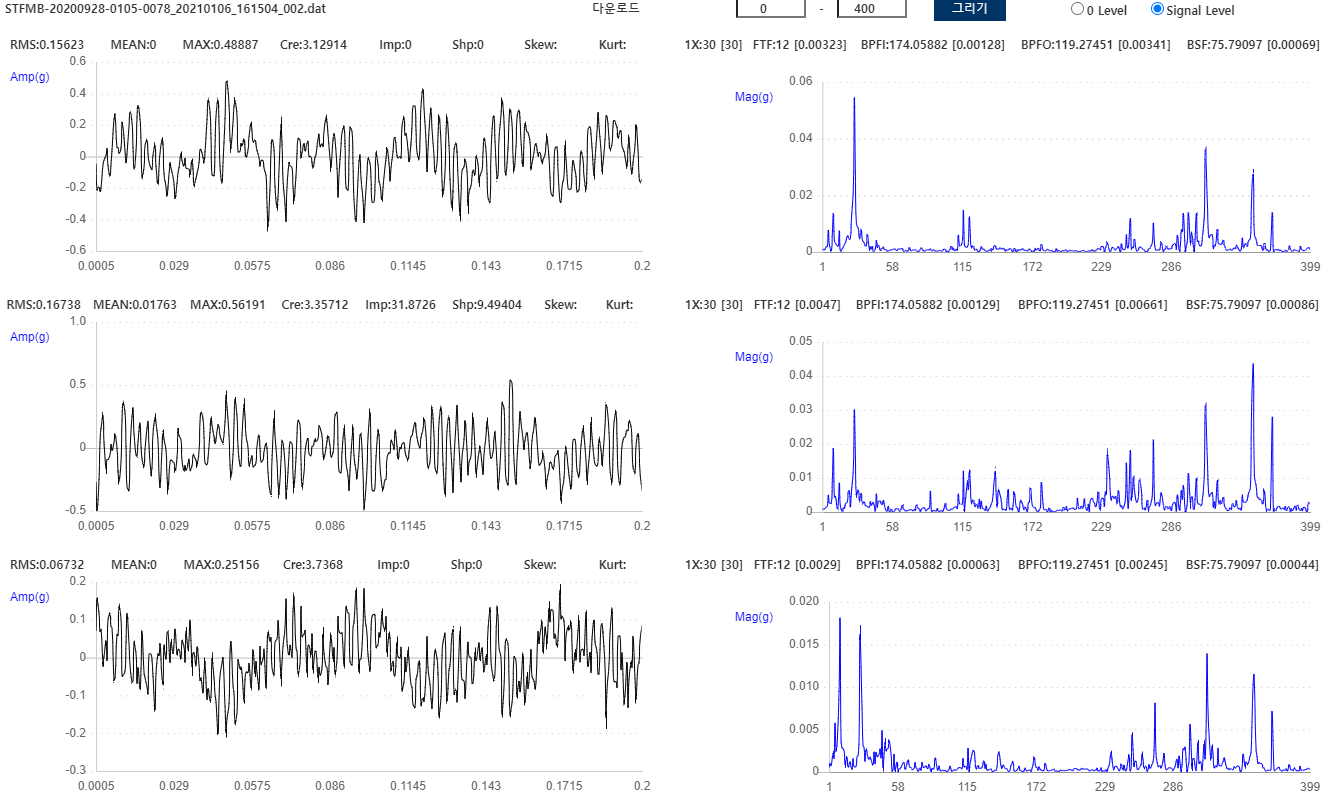 STFMB-20200928-0105-0078_20210106_161504_002.dat 다운로드 0 - 400 그리기 0 Level Signal Level
RMS:0.15623 MEAN:0 MAX:0.48887 Cre:3.12914 Imp:0 Shp:0 Skew: Kurt: 1X:30 [30] FTF:12 [0.00323] BPFI:174.05882 [0.00128] BPFO:119.27451 [0.00341] BSF:75.79097 [0.00069]
Amp(g)
0.6
0.4
0.2
0
-0.2
-0.4
-0.6
0.0005 0.029 0.0575 0.086 0.1145 0.143 0.1715 0.2
Mag(g)
0.06
0.04
0.02
0
1 58 115 172 229 286 399
RMS:0.16738 MEAN:0.01763 MAX:0.56191 Cre:3.35712 Imp:31.8726 Shp:9.49404 Skew: Kurt: 1X:30 [30] FTF:12 [0.0047] BPFI:174.05882 [0.00129] BPFO:119.27451 [0.00661] BSF:75.79097 [0.00086]
Amp(g)
1.0
0.5
0
-0.5
0.0005 0.029 0.0575 0.086 0.1145 0.143 0.1715 0.2
Mag(g)
0.05
0.04
0.03
0.02
0.01
0
1 58 115 172 229 286 399
RMS:0.06732 MEAN:0 MAX:0.25156 Cre:3.7368 Imp:0 Shp:0 Skew: Kurt: 1X:30 [30] FTF:12 [0.0029] BPFI:174.05882 [0.00063] BPFO:119.27451 [0.00245] BSF:75.79097 [0.00044]
Amp(g)
0.2
0.1
0
-0.1
-0.2
-0.3
0.0005 0.029 0.0575 0.086 0.1145 0.143 0.1715 0.2
Mag(g)
0.020
0.015
0.010
0.005
0
1 58 115 172 229 286 399